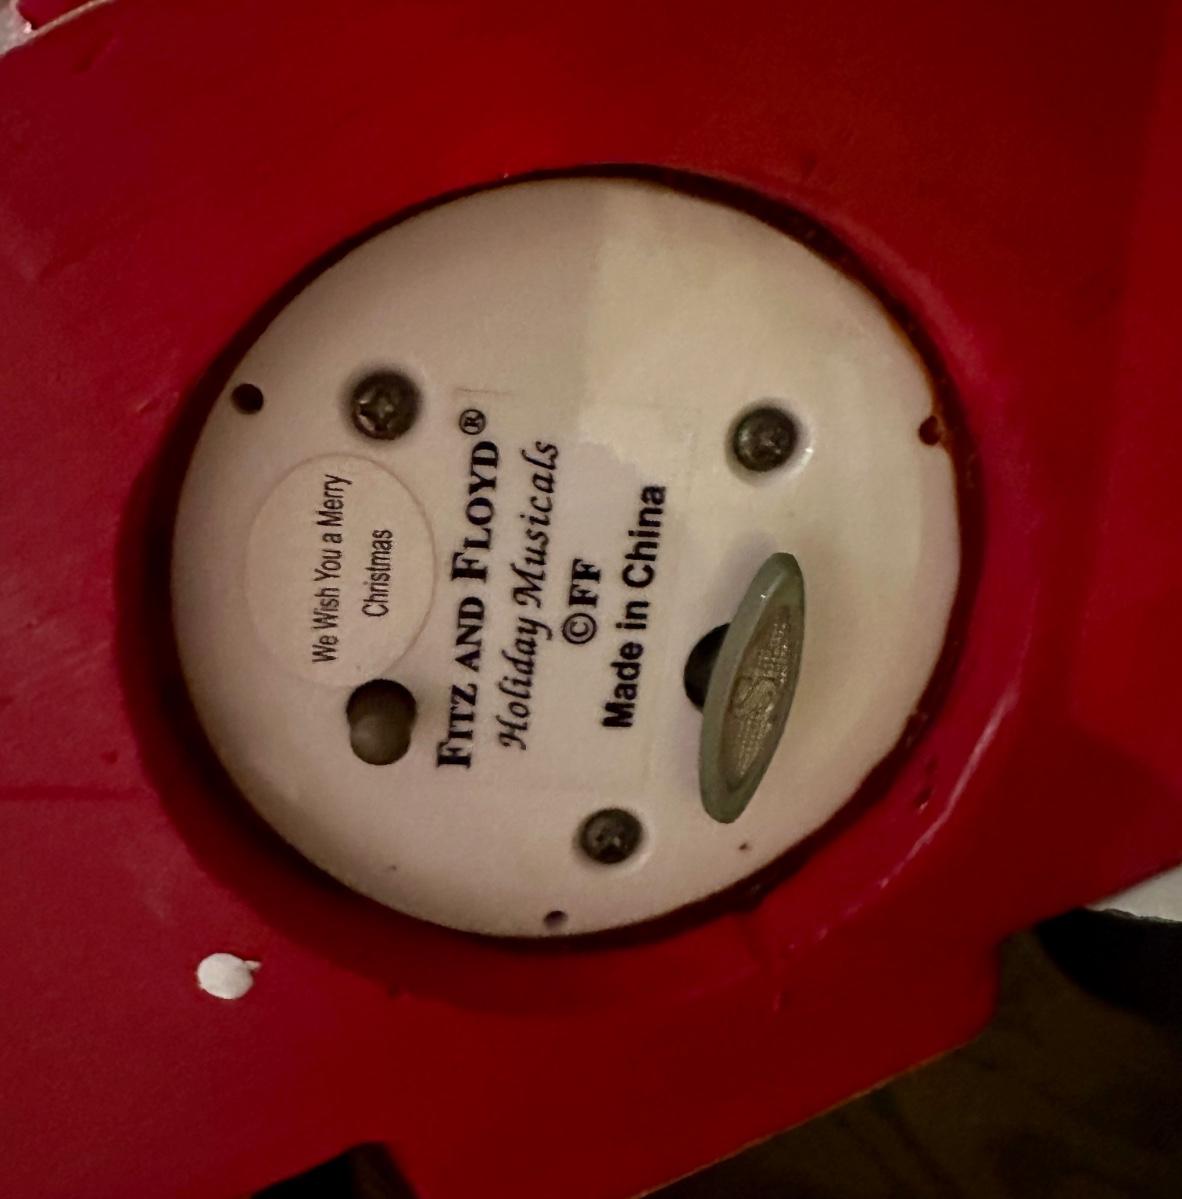 We Wish You a Merry
Christmas
FITZ AND FLOYD®
Holiday Musicals
©FF
Made in China